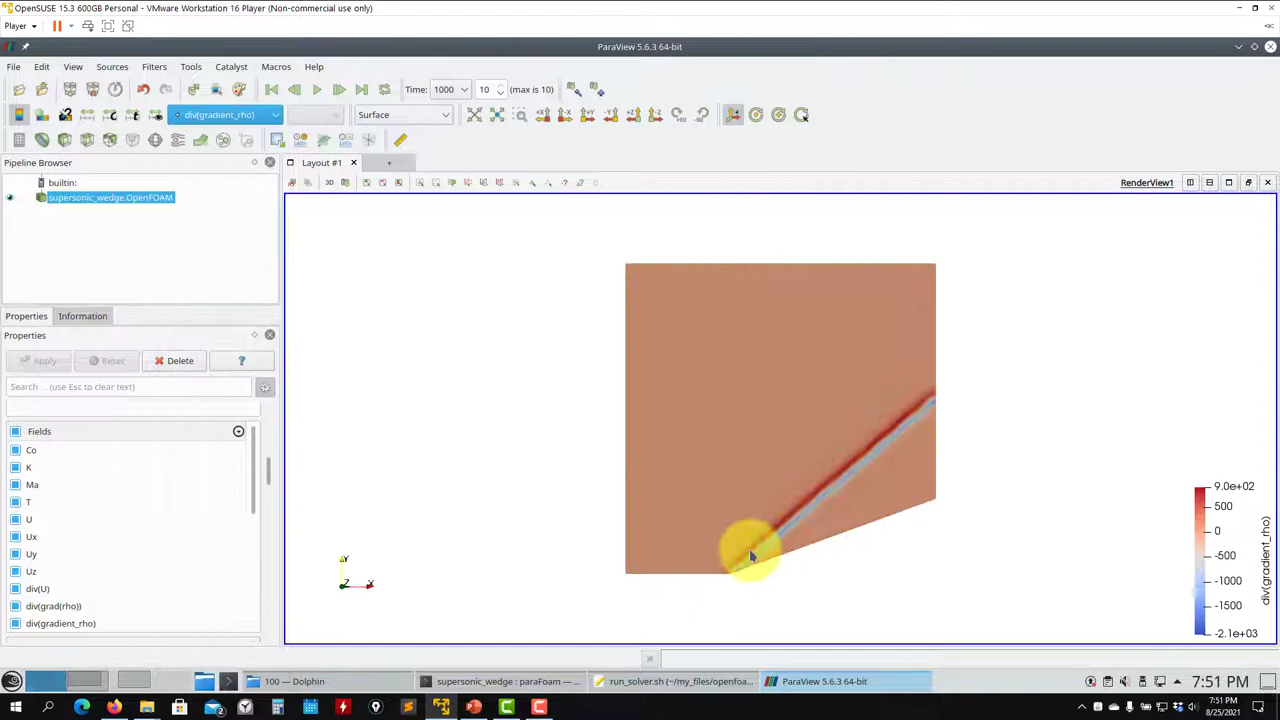 OpenSUSE 15.3 600GB Personal - VMware Workstation 16 Player (Non-commercial use only)
Player
ParaView 5.6.3 64-bit
File Edit View Sources Filters Tools Catalyst Macros Help
Time: 1000 10 (max is 10)
div(gradient_rho) Surface
Pipeline Browser
Layout #1 +
builtin:
3D
RenderView1
supersonic_wedge.OpenFOAM
Properties Information
Properties
Apply Reset Delete ?
Search ... (use Esc to clear text)
Fields
Co
K
Ma
T
U
Ux
Uy
Uz
div(U)
div(grad(rho))
div(gradient_rho)
Y
Z X
9.0e+02
500
0
-500
-1000
-1500
-2.1e+03
div(gradient_rho)
100 — Dolphin
supersonic_wedge : paraFoam — ...
run_solver.sh (~/my_files/openfoa...
ParaView 5.6.3 64-bit
7:51 PM
7:51 PM
8/25/2021